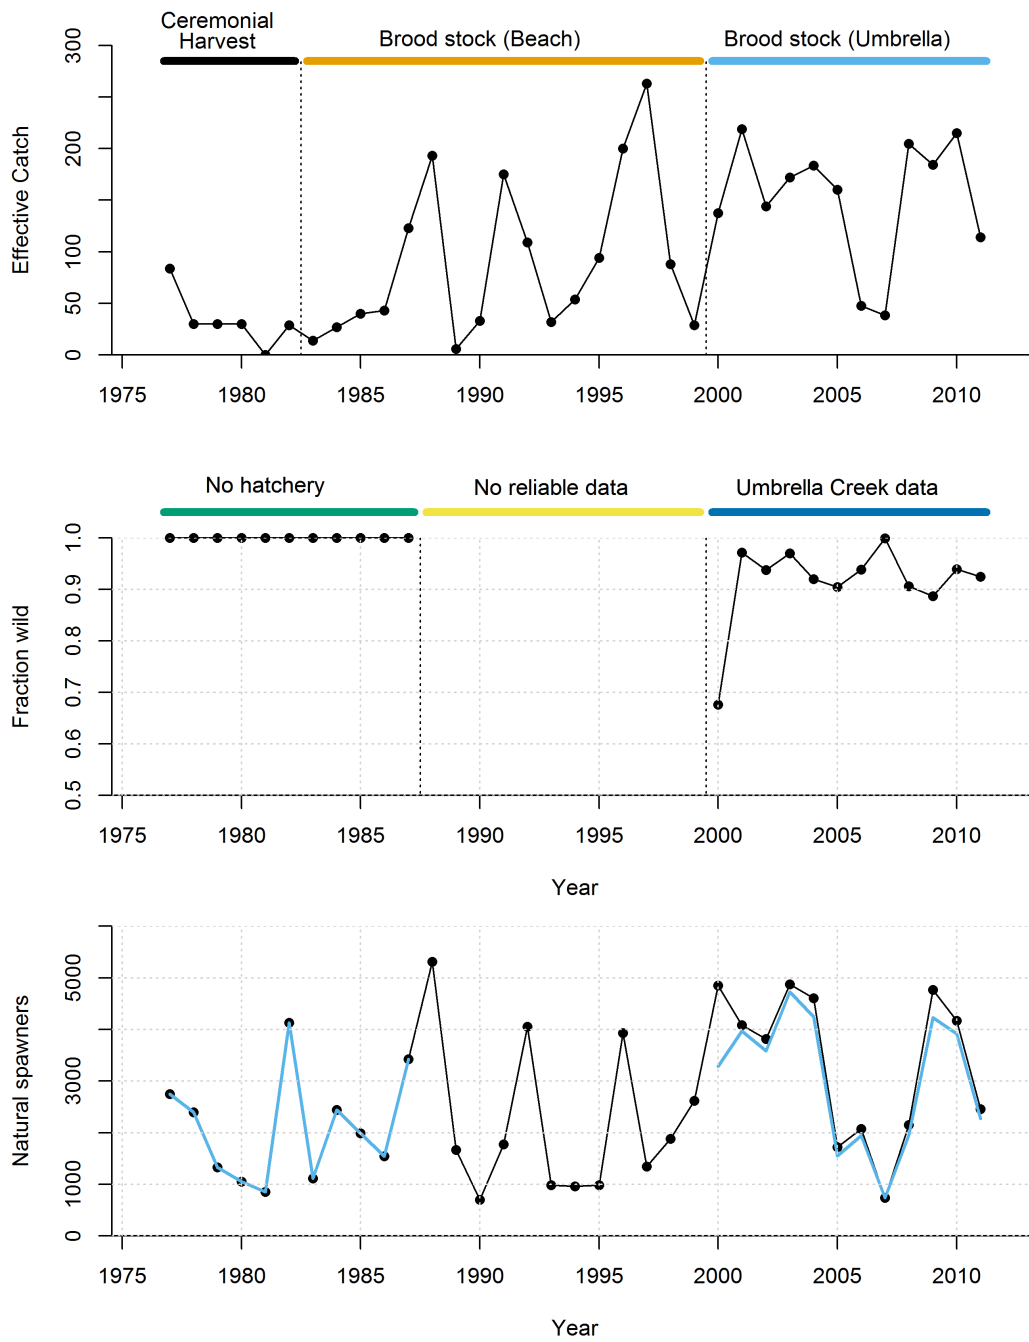 Ceremonial
Harvest
Brood stock (Beach)
Brood stock (Umbrella)
Effective Catch
300
200
100
50
0
1975 1980 1985 1990 1995 2000 2005 2010
No hatchery
No reliable data
Umbrella Creek data
Fraction wild
1.0
0.9
0.8
0.7
0.6
0.5
1975 1980 1985 1990 1995 2000 2005 2010
Year
Natural spawners
5000
3000
1000
0
1975 1980 1985 1990 1995 2000 2005 2010
Year